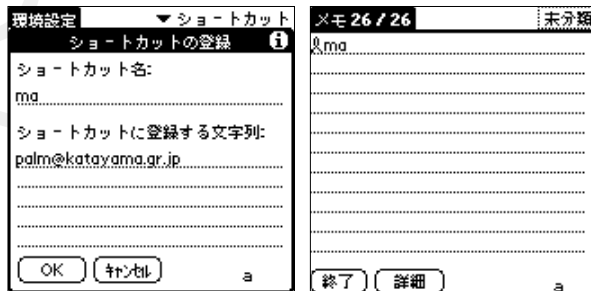 環境設定
▼ショートカット
ショートカットの登録
ショートカット名:
ma
ショートカットに登録する文字列:
palm@katayama.gr.jp
OK
キャンセル
a
メモ 26 / 26
未分類
ma
終了
詳細
a